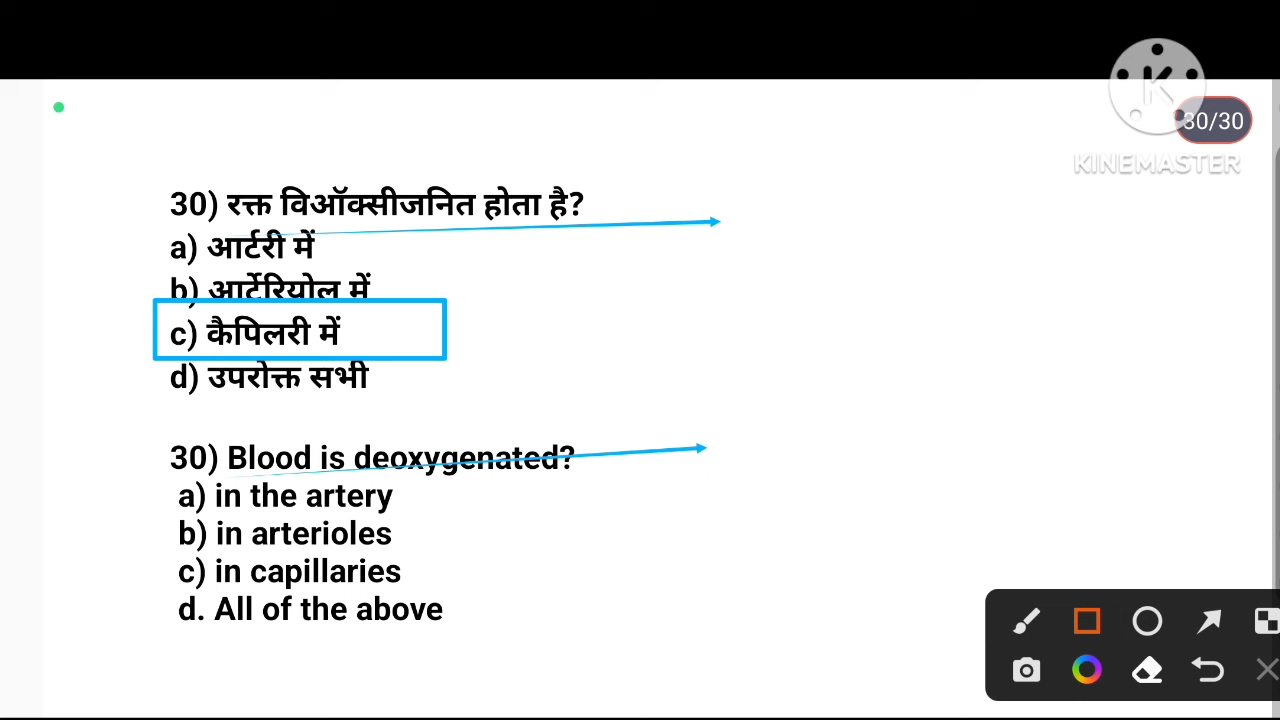 30/30
KINEMASTER
30) रक्त विऑक्सीजनित होता है?
a) आर्टरी में
b) आर्टेरियोल में
c) कैपिलरी में
d) उपरोक्त सभी
30) Blood is deoxygenated?
a) in the artery
b) in arterioles
c) in capillaries
d. All of the above